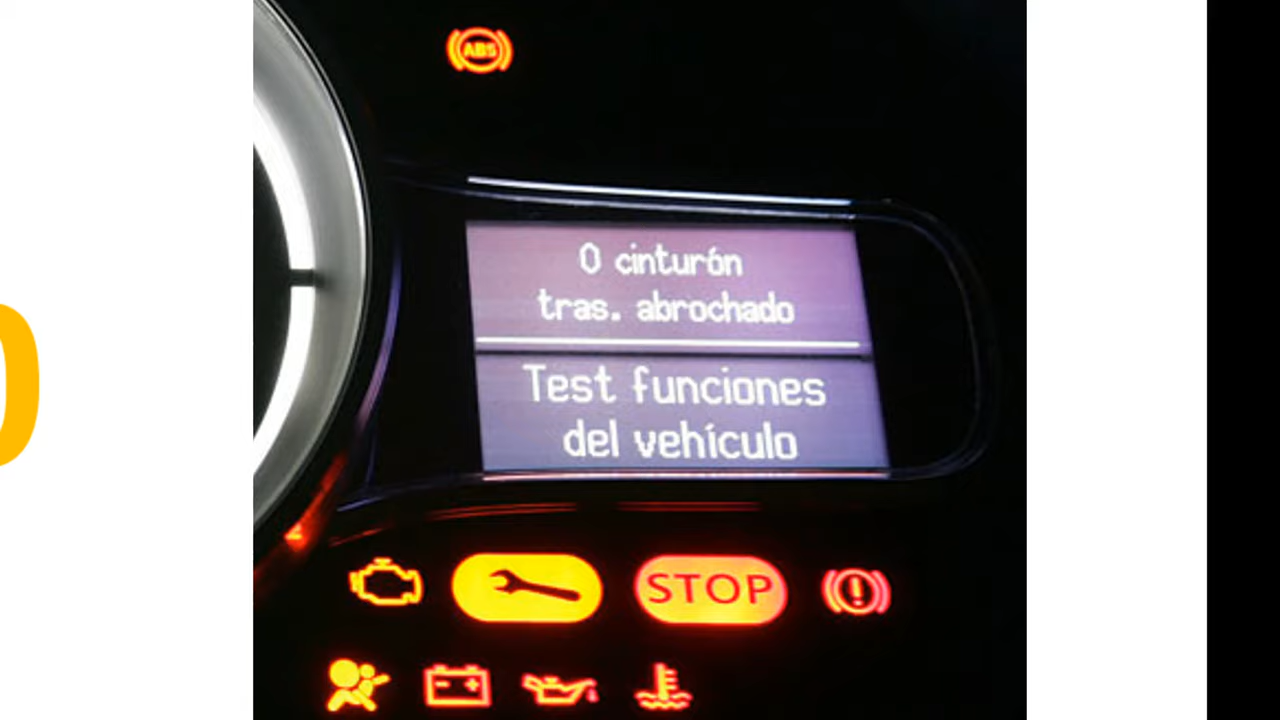 ABS
0 cinturón
tras. abrochado
Test funciones
del vehículo
STOP